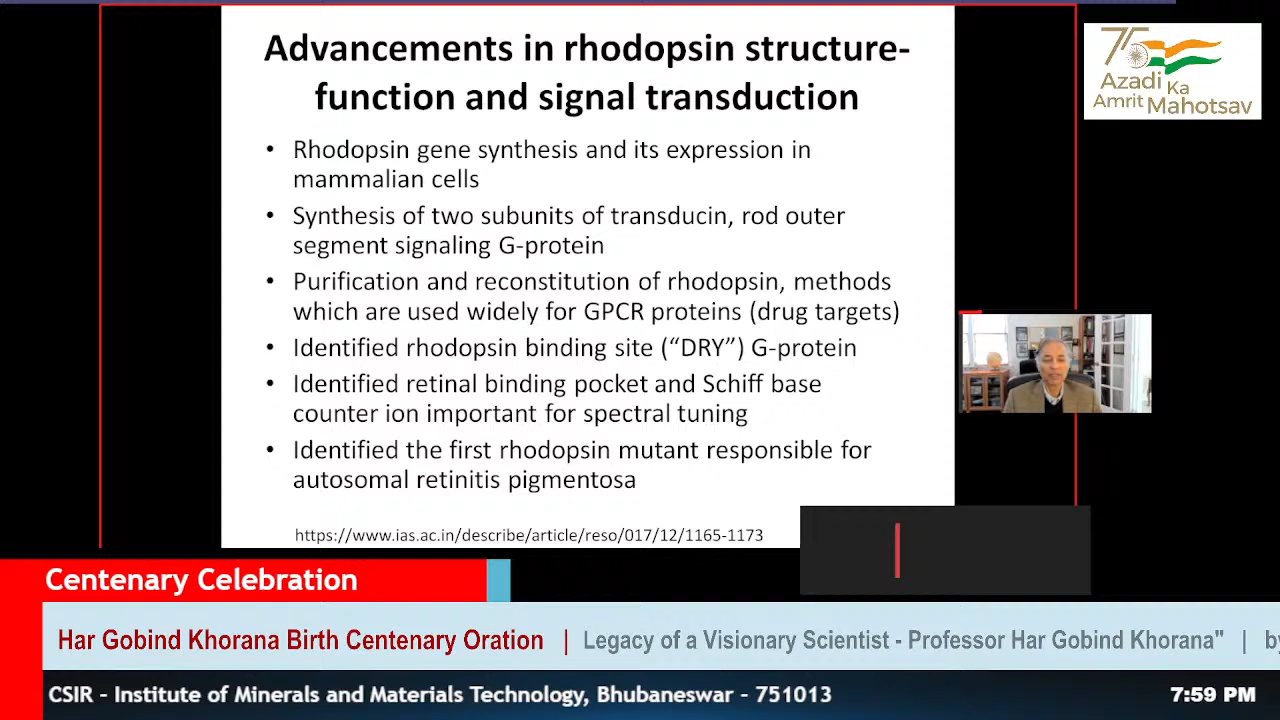 Advancements in rhodopsin structure-
function and signal transduction
• Rhodopsin gene synthesis and its expression in
mammalian cells
• Synthesis of two subunits of transducin, rod outer
segment signaling G-protein
• Purification and reconstitution of rhodopsin, methods
which are used widely for GPCR proteins (drug targets)
• Identified rhodopsin binding site (“DRY”) G-protein
• Identified retinal binding pocket and Schiff base
counter ion important for spectral tuning
• Identified the first rhodopsin mutant responsible for
autosomal retinitis pigmentosa
https://www.ias.ac.in/describe/article/reso/017/12/1165-1173
75
Azadi
Ka
Amrit Mahotsav
Centenary Celebration
Har Gobind Khorana Birth Centenary Oration | Legacy of a Visionary Scientist - Professor Har Gobind Khorana" | by
CSIR - Institute of Minerals and Materials Technology, Bhubaneswar - 751013
7:59 PM